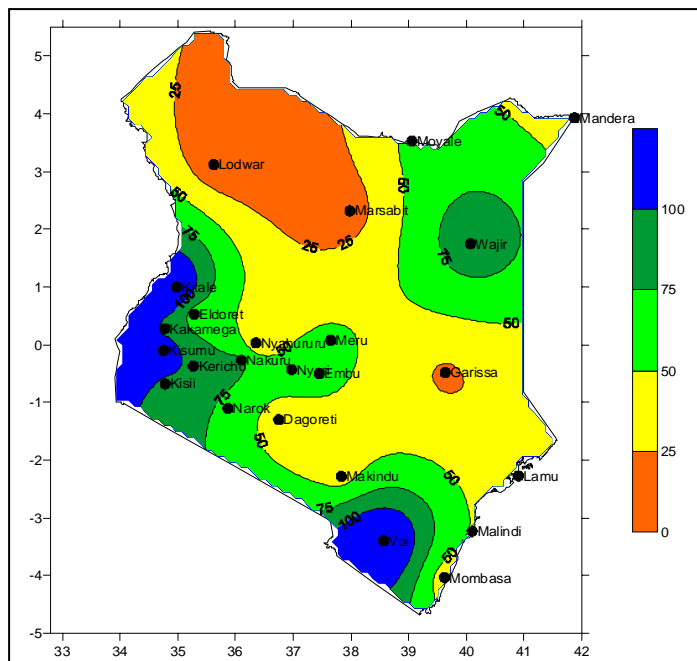 5
4
3
2
1
0
-1
-2
-3
-4
-5
33 34 35 36 37 38 39 40 41 42
25
50
Mandera
Moyale
Lodwar
50
Marsabit
50
25 25
75
Wajir
75
Kitale
100
Eldoret
50
Kakamega
Nyahururu
Meru
50
Kisumu
Kericho
Nakuru
Nyeri
Embu
Garissa
Kisii
75
Narok
Dagoreti
50
Makindu
50
Lamu
75
100
Voi
Malindi
50
Mombasa
100
75
50
25
0